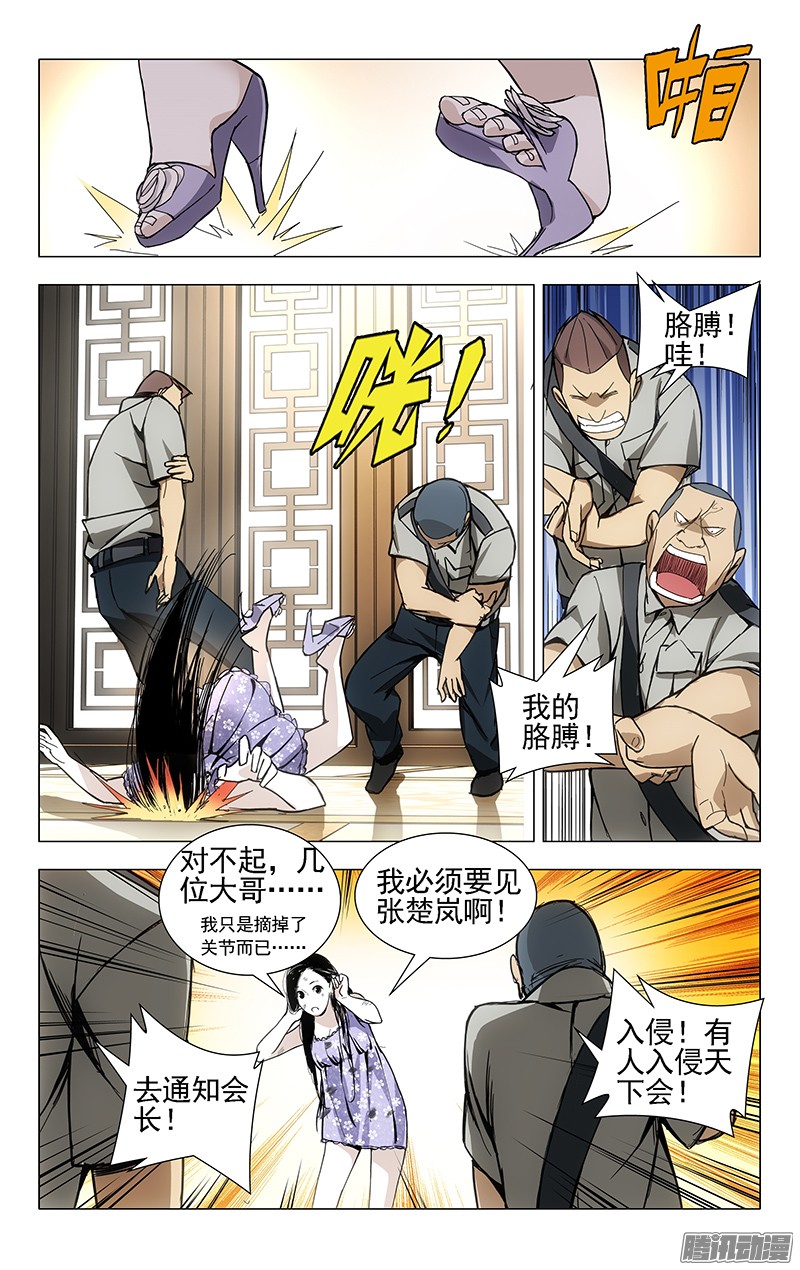 啪
咣！
胳膊！
哇！
我的
胳膊！
对不起，几
位大哥……
我只是摘掉了
关节而已……
我必须要见
张楚岚啊！
去通知会
长！
入侵！有
人入侵天
下会！
腾讯动漫